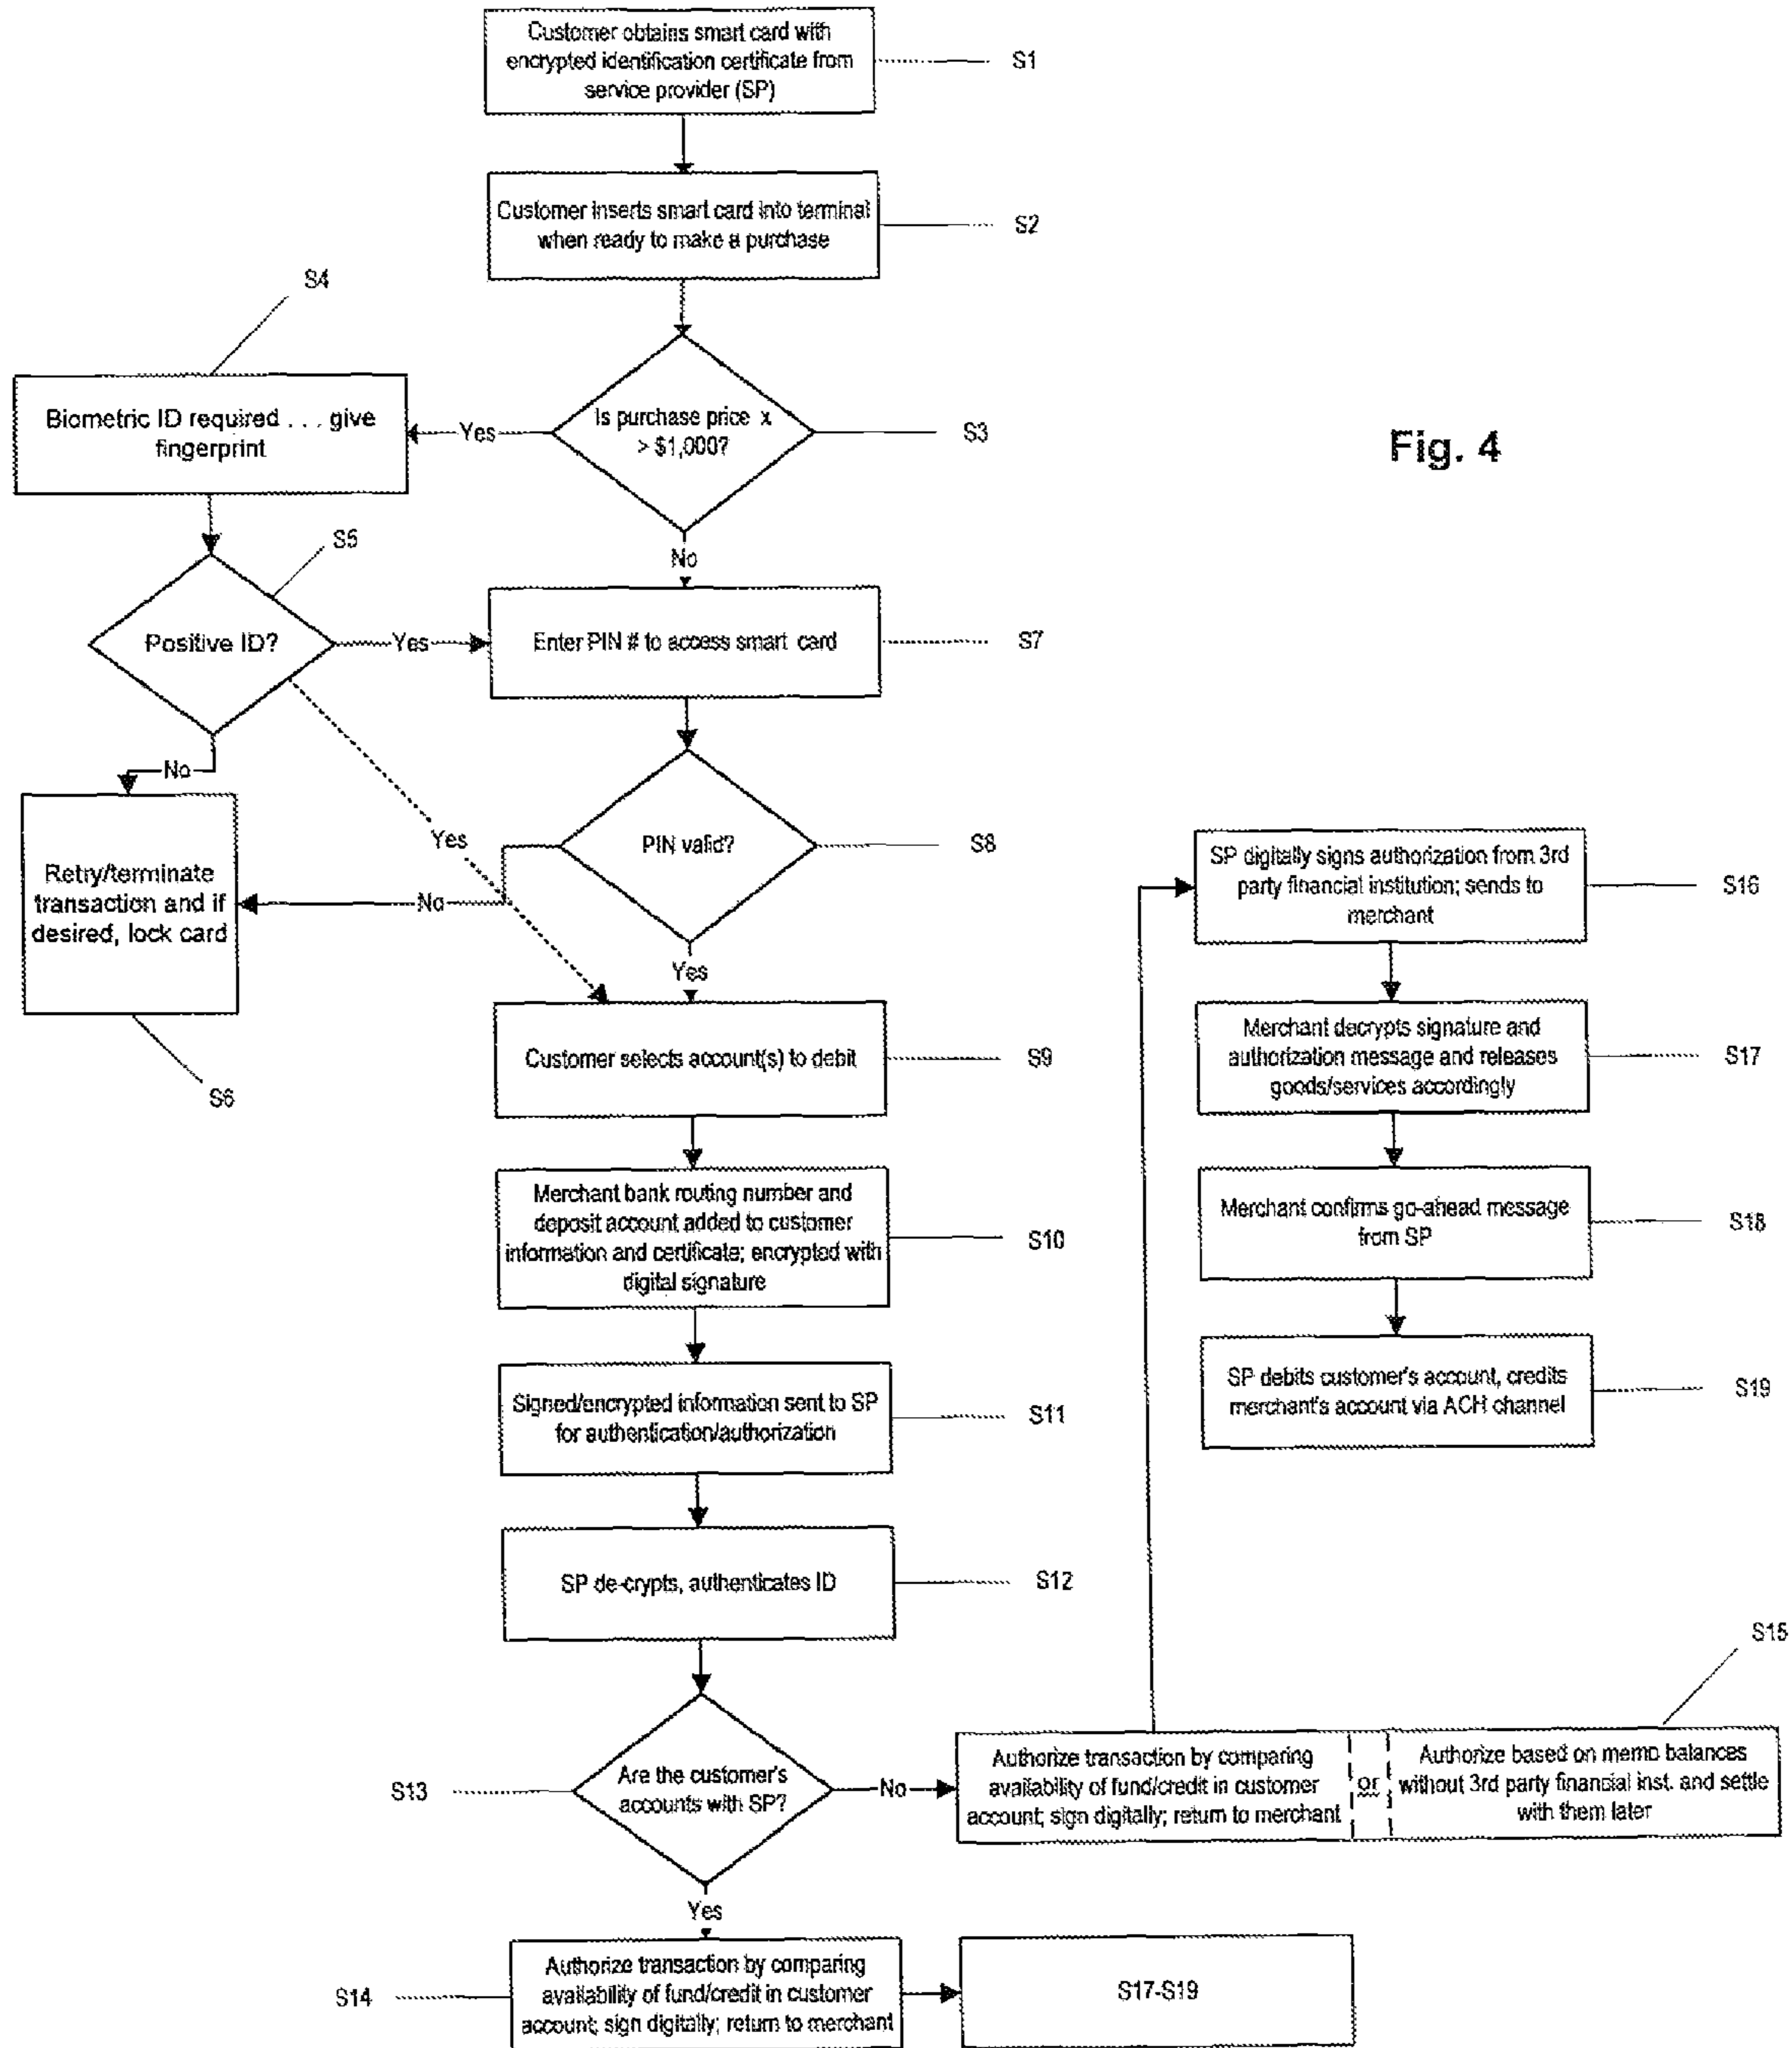 Customer obtains smart card with
encrypted identification certificate from
service provider (SP)
S1
Customer inserts smart card into terminal
when ready to make a purchase
S2
S4
Biometric ID required . . . give
fingerprint
Yes
Is purchase price x
> $1,000?
S3
Fig. 4
No
S5
Positive ID?
Yes
Enter PIN # to access smart card
S7
No
Yes
PIN valid?
S8
Retry/terminate
transaction and if
desired, lock card
No
S6
Yes
Customer selects account(s) to debit
S9
Merchant bank routing number and
deposit account added to customer
information and certificate; encrypted with
digital signature
S10
Signed/encrypted information sent to SP
for authentication/authorization
S11
SP de-crypts, authenticates ID
S12
Are the customer's
accounts with SP?
S13
No
Yes
Authorize transaction by comparing
availability of fund/credit in customer
account; sign digitally; return to merchant
S14
S17-S19
Authorize transaction by comparing
availability of fund/credit in customer
account; sign digitally; return to merchant
or
Authorize based on memo balances
without 3rd party financial inst. and settle
with them later
S15
SP digitally signs authorization from 3rd
party financial institution; sends to
merchant
S16
Merchant decrypts signature and
authorization message and releases
goods/services accordingly
S17
Merchant confirms go-ahead message
from SP
S18
SP debits customer's account, credits
merchant's account via ACH channel
S19